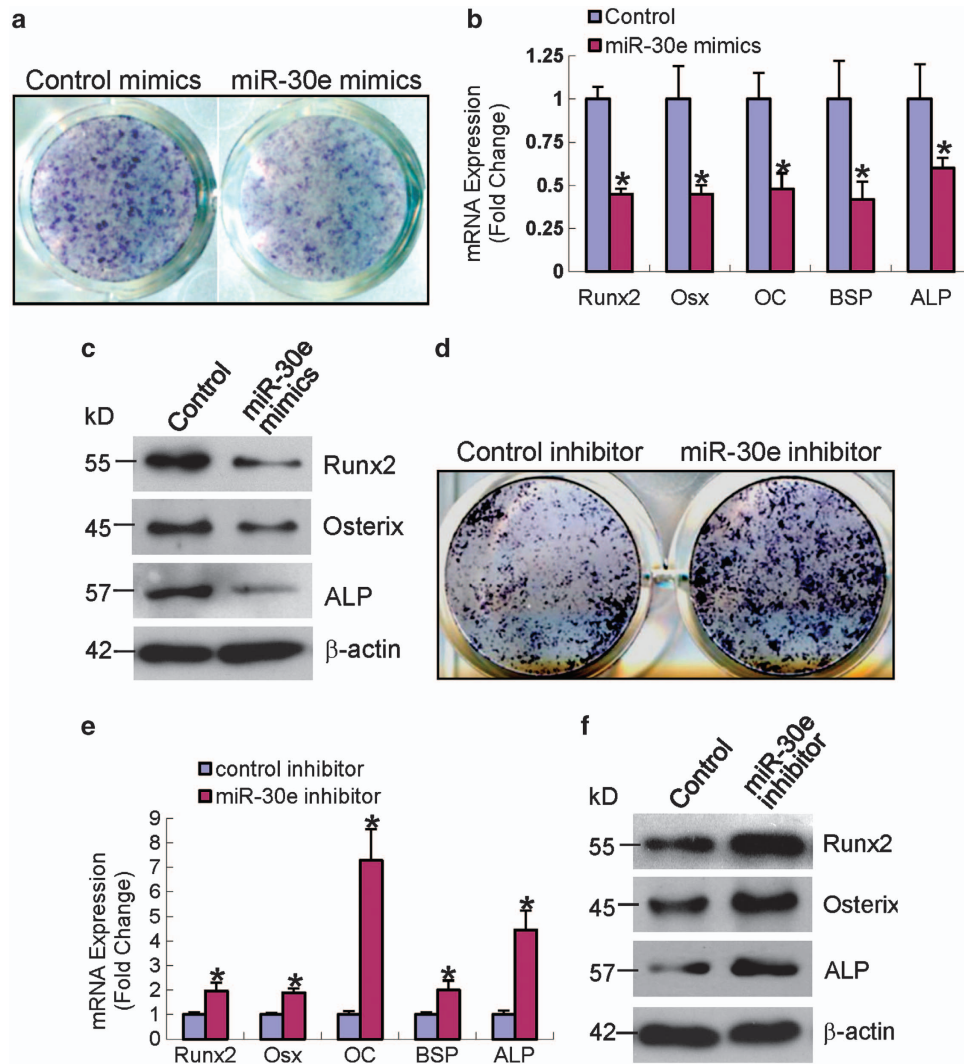 a
Control mimics miR-30e mimics
b
Control
miR-30e mimics
mRNA Expression
(Fold Change)
1.25
1
0.75
0.5
0.25
0
* * * * *
Runx2 Osx OC BSP ALP
c
kD
Control
miR-30e
mimics
55 Runx2
45 Osterix
57 ALP
42 β-actin
d
Control inhibitor miR-30e inhibitor
e
control inhibitor
miR-30e inhibitor
mRNA Expression
(Fold Change)
9
8
7
6
5
4
3
2
1
0
* * * * *
Runx2 Osx OC BSP ALP
f
kD
Control
miR-30e
inhibitor
55 Runx2
45 Osterix
57 ALP
42 β-actin